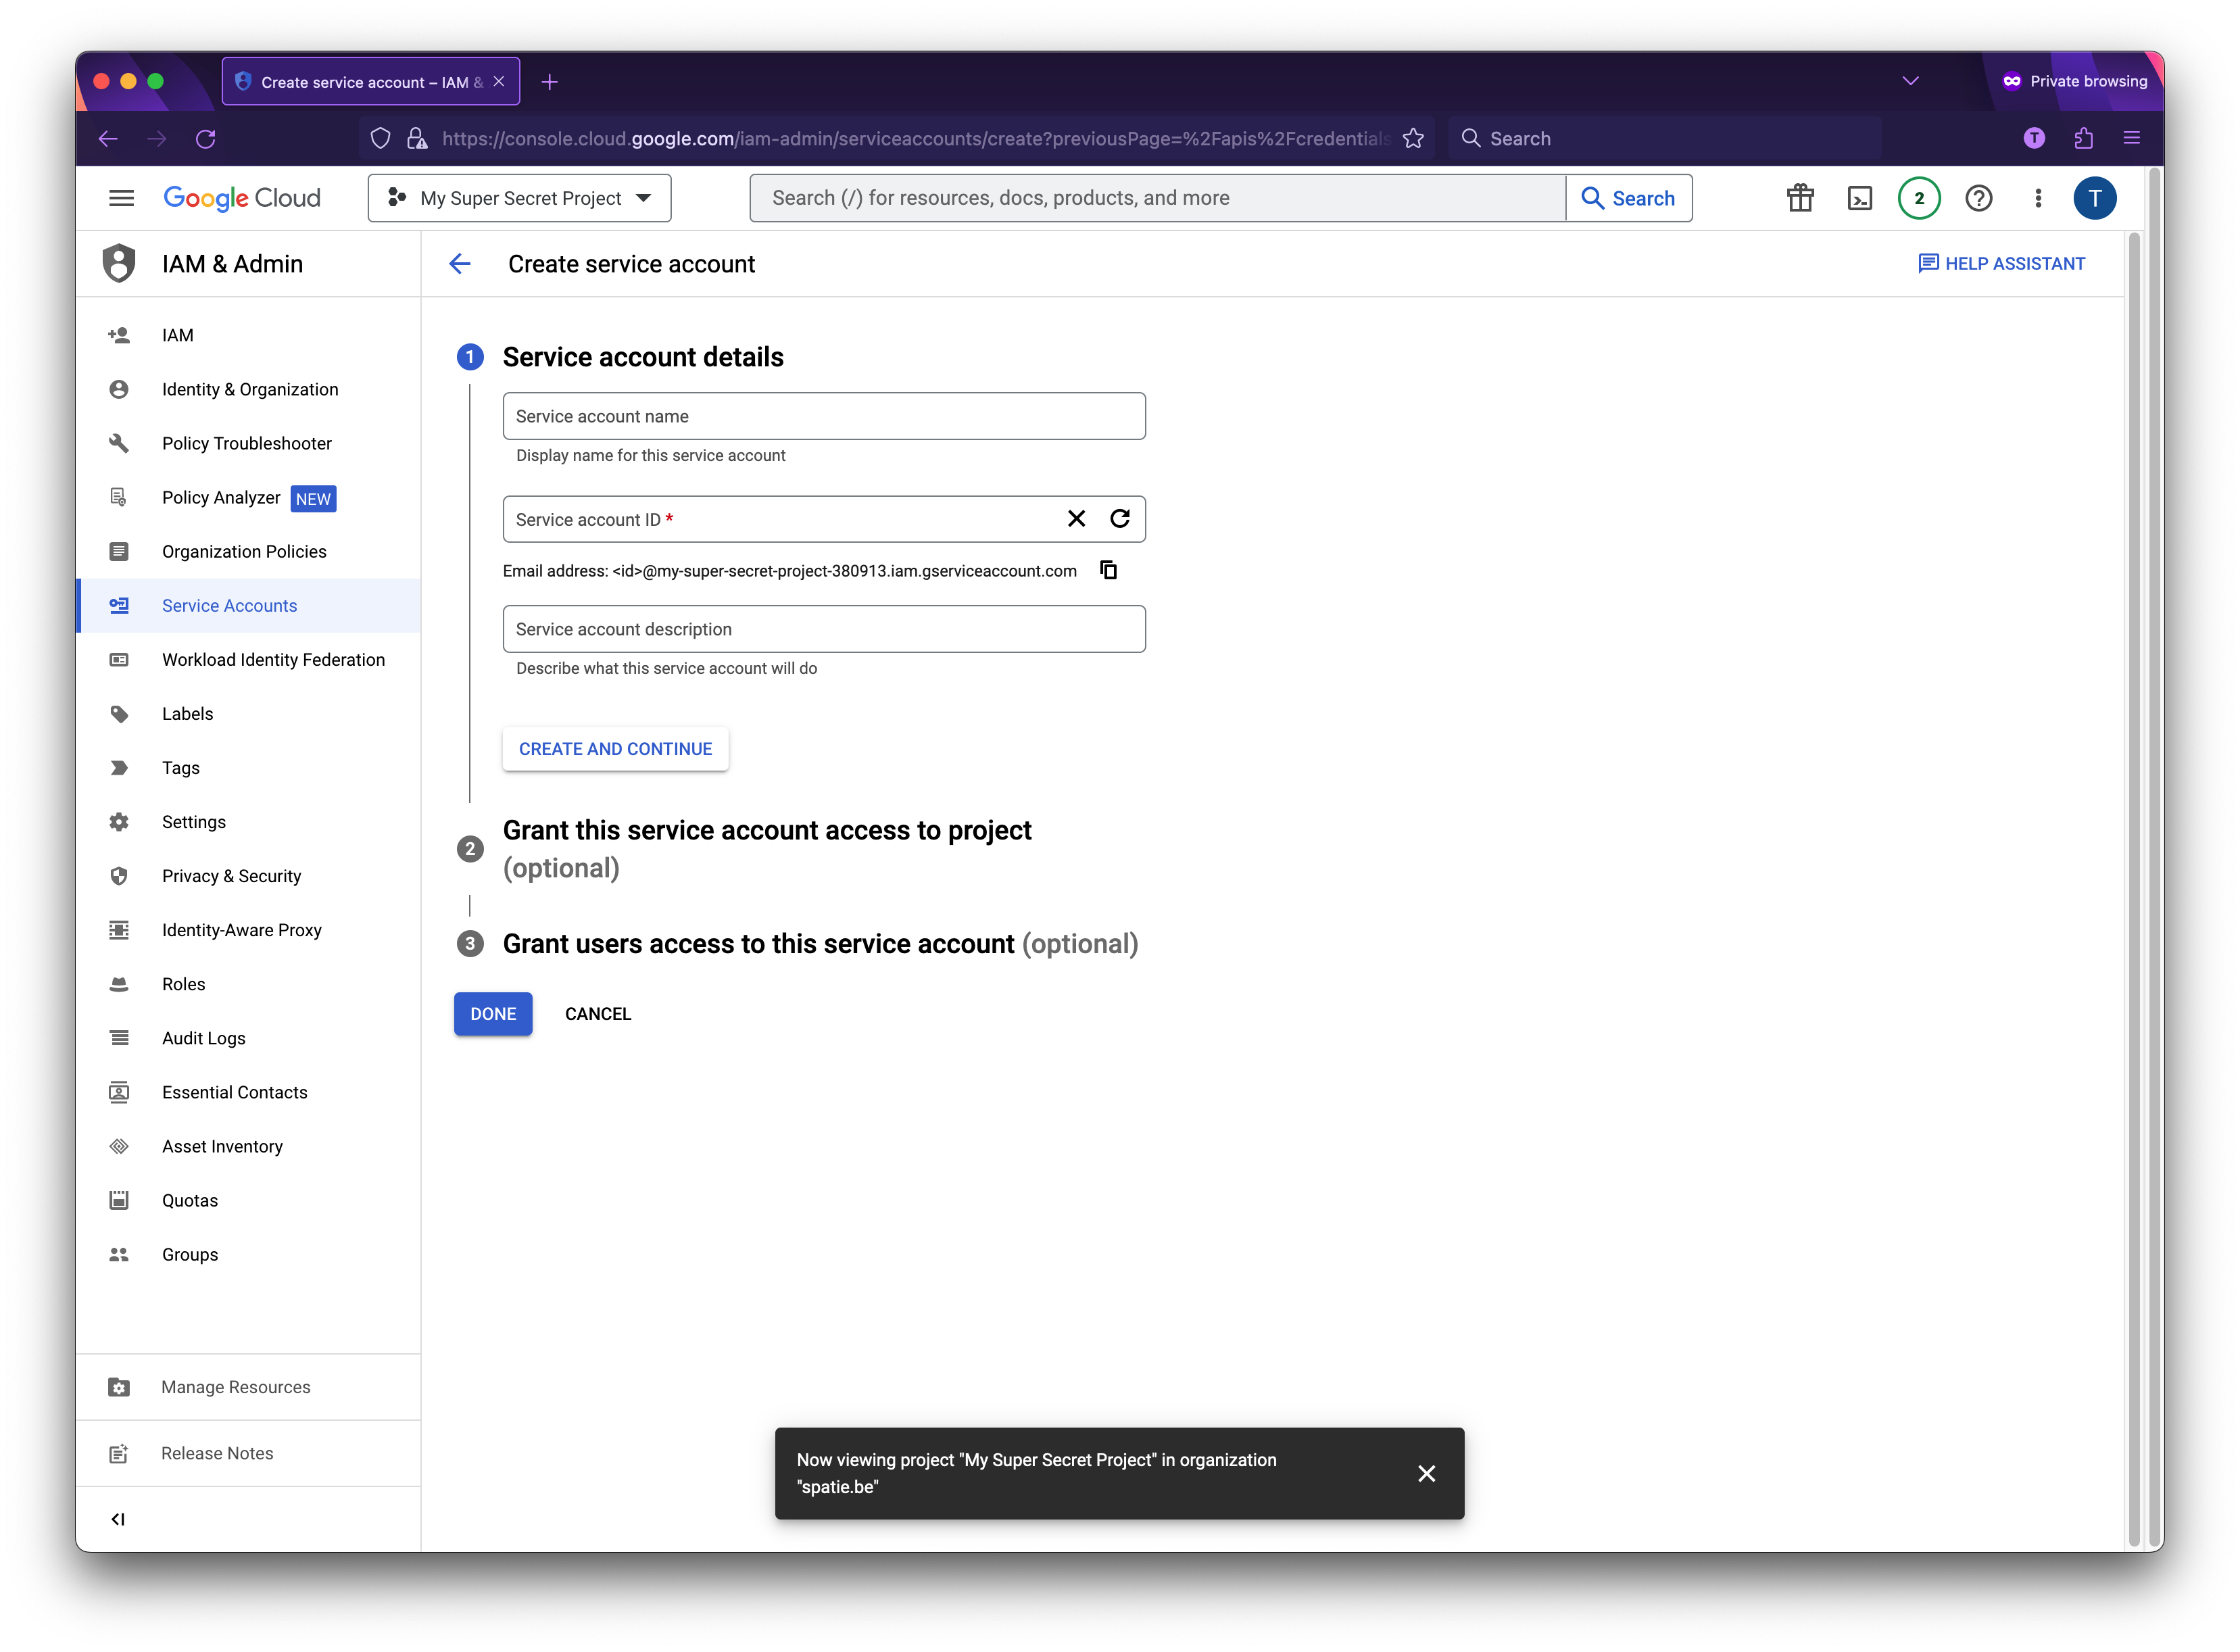 Create service account – IAM &
Private browsing
https://console.cloud.google.com/iam-admin/serviceaccounts/create?previousPage=%2Fapis%2Fcredentials
Search
T
Google Cloud
My Super Secret Project
Search (/) for resources, docs, products, and more
Search
2
T
IAM & Admin
Create service account
HELP ASSISTANT
IAM
Identity & Organization
Policy Troubleshooter
Policy Analyzer NEW
Organization Policies
Service Accounts
Workload Identity Federation
Labels
Tags
Settings
Privacy & Security
Identity-Aware Proxy
Roles
Audit Logs
Essential Contacts
Asset Inventory
Quotas
Groups
Manage Resources
Release Notes
1 Service account details
Service account name
Display name for this service account
Service account ID *
Email address: <id>@my-super-secret-project-380913.iam.gserviceaccount.com
Service account description
Describe what this service account will do
CREATE AND CONTINUE
2 Grant this service account access to project
(optional)
3 Grant users access to this service account (optional)
DONE CANCEL
Now viewing project "My Super Secret Project" in organization
"spatie.be"